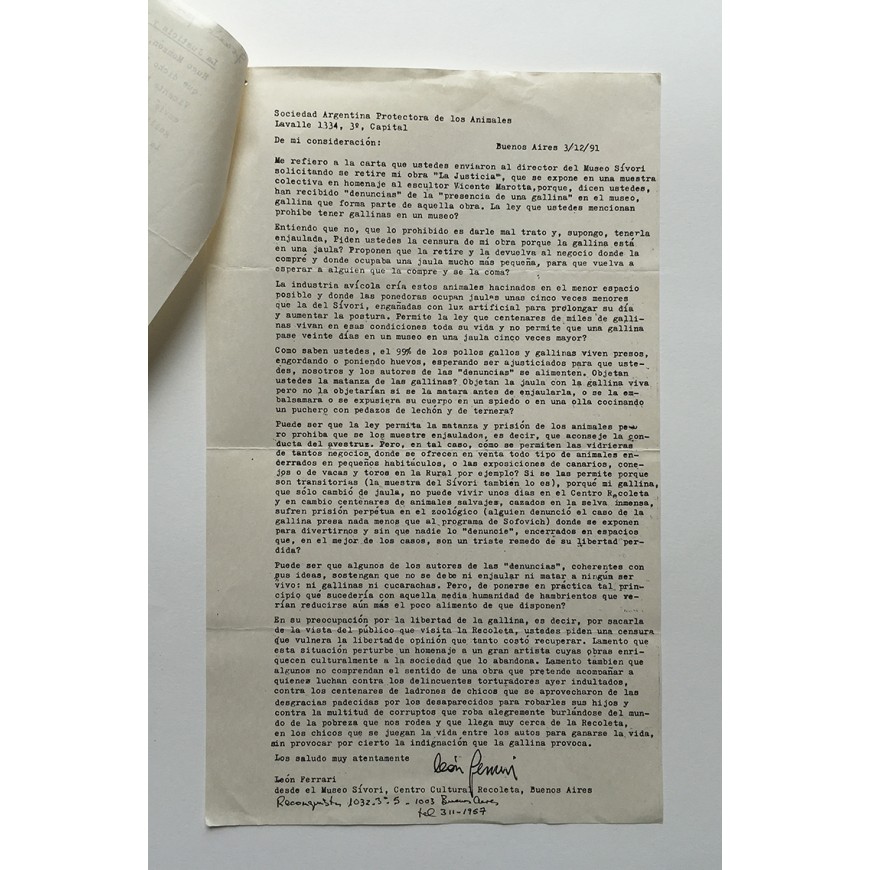 La Justicia
Sociedad Argentina Protectora de los Animales
Lavalle 1334, 3º, Capital
De mi consideración:
Buenos Aires 3/12/91
Me refiero a la carta que ustedes enviaron al director del Museo Sívori
solicitando se retire mi obra "La Justicia", que se expone en una muestra
colectiva en homenaje al escultor Vicente Marotta,porque, dicen ustedes,
han recibido "denuncias" de la "presencia de una gallina" en el museo,
gallina que forma parte de aquella obra. La ley que ustedes mencionan
prohibe tener gallinas en un museo?
Entiendo que no, que lo prohibido es darle mal trato y, supongo, tenerla
enjaulada, Piden ustedes la censura de mi obra porque la gallina está
en una jaula? Proponen que la retire y la devuelva al negocio donde la
compré y donde ocupaba una jaula mucho más pequeña, para que vuelva a
esperar a alguien que la compre y se la coma?
La industria avícola cría estos animales hacinados en el menor espacio
posible y donde las ponedoras ocupan jaulas unas cinco veces menores
que la del Sívori, engañadas con luz artificial para prolongar su día
y aumentar la postura. Permite la ley que centenares de miles de galli-
nas vivan en esas condiciones toda su vida y no permite que una gallina
pase veinte días en un museo en una jaula cinco veces mayor?
Como saben ustedes, el 99% de los pollos gallos y gallinas viven presos,
engordando o poniendo huevos, esperando ser ajusticiados para que uste-
des, nosotros y los autores de las "denuncias" se alimenten. Objetan
ustedes la matanza de las gallinas? Objetan la jaula con la gallina viva
pero no la objetarían si se la matara antes de enjaularla, o se la em-
balsamara o se expusiera su cuerpo en un spiedo o en una olla cocinando
un puchero con pedazos de lechón y de ternera?
Puede ser que la ley permita la matanza y prisión de los animales pe-
ro prohiba que se los muestre enjaulados, es decir, que aconseje la con-
ducta del avestruz. Pero, en tal caso, cómo se permiten las vidrieras
de tantos negocios donde se ofrecen en venta todo tipo de animales en-
derrados en pequeños habitáculos, o las exposiciones de canarios, cone-
jos o de vacas y toros en la Rural por ejemplo? Si se las permite porque
son transitorias (la muestra del Sívori también lo es), porqué mi gallina,
que sólo cambió de jaula, no puede vivir unos días en el Centro Recoleta
y en cambio centenares de animales salvajes, cazados en la selva inmensa,
sufren prisión perpétua en el zoológico (alguien denunció el caso de la
gallina presa nada menos que al programa de Sofovich) donde se exponen
para divertirnos y sin que nadie lo "denuncie", encerrados en espacios
que, en el mejor de los casos, son un triste remedo de su libertad per-
dida?
Puede ser que algunos de los autores de las "denuncias", coherentes con
sus ideas, sostengan que no se debe ni enjaular ni matar a ningún ser
vivo: ni gallinas ni cucarachas. Pero, de ponerse en práctica tal prin-
cipio qué sucedería con aquella media humanidad de hambrientos que ve-
rían reducirse aún más el poco alimento de que disponen?
En su preocupación por la libertad de la gallina, es decir, por sacarla
de la vista del público que visita la Recoleta, ustedes piden una censura
que vulnera la libertadde opinión que tanto costó recuperar. Lamento que
esta situación perturbe un homenaje a un gran artista cuyas obras enri-
quecen culturalmente a la sociedad que lo abandona. Lamento tambien que
algunos no comprendan el sentido de una obra que pretende acompañar a
quienes luchan contra los delincuentes torturadores ayer indultados,
contra los centenares de ladrones de chicos que se aprovecharon de las
desgracias padecidas por los desaparecidos para robarles sus hijos y
contra la multitud de corruptos que roba alegremente burlándose del mun-
do de la pobreza que nos rodea y que llega muy cerca de la Recoleta,
en los chicos que se juegan la vida entre los autos para ganarse la vida,
sin provocar por cierto la indignación que la gallina provoca.
Los saludo muy atentamente
León Ferrari
León Ferrari
desde el Museo Sívori, Centro Cultural Recoleta, Buenos Aires
Reconquista 1032 3º 5 - 1003 Buenos Aires
tel 311-1967